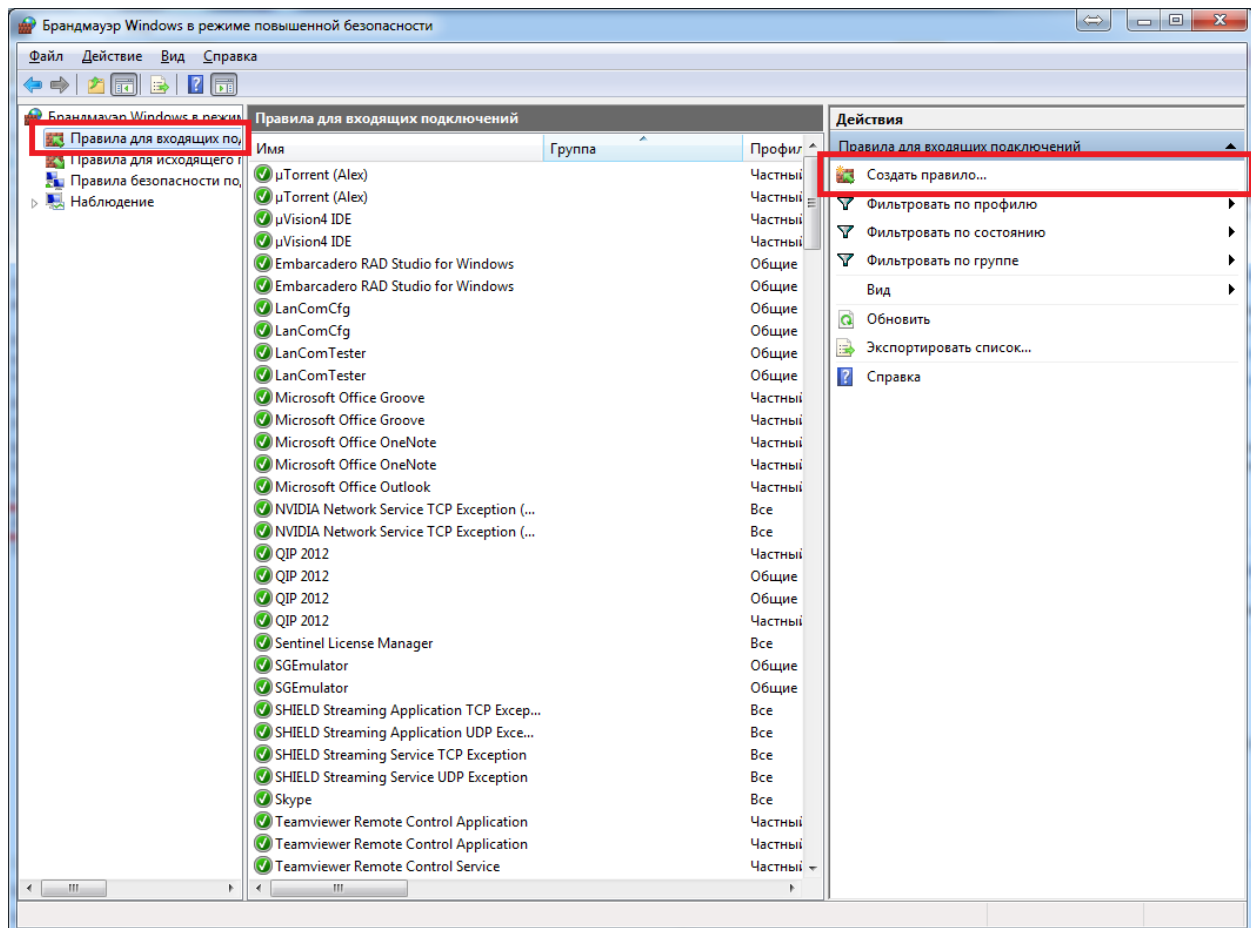 Брандмауэр Windows в режиме повышенной безопасности
Файл Действие Вид Справка
Брандмауэр Windows в режим
Правила для входящих по
Правила для исходящего
Правила безопасности по
Наблюдение
Правила для входящих подключений
Имя Группа Профил
µTorrent (Alex) Частный
µTorrent (Alex) Частный
µVision4 IDE Частный
µVision4 IDE Частный
Embarcadero RAD Studio for Windows Общие
Embarcadero RAD Studio for Windows Общие
LanComCfg Общие
LanComCfg Общие
LanComTester Общие
LanComTester Общие
Microsoft Office Groove Частный
Microsoft Office Groove Частный
Microsoft Office OneNote Частный
Microsoft Office OneNote Частный
Microsoft Office Outlook Частный
NVIDIA Network Service TCP Exception (... Все
NVIDIA Network Service TCP Exception (... Все
QIP 2012 Частный
QIP 2012 Общие
QIP 2012 Общие
QIP 2012 Частный
Sentinel License Manager Все
SGEmulator Общие
SGEmulator Общие
SHIELD Streaming Application TCP Excep... Все
SHIELD Streaming Application UDP Exce... Все
SHIELD Streaming Service TCP Exception Все
SHIELD Streaming Service UDP Exception Все
Skype Все
Teamviewer Remote Control Application Частный
Teamviewer Remote Control Application Частный
Teamviewer Remote Control Service Частный
Действия
Правила для входящих подключений
Создать правило...
Фильтровать по профилю
Фильтровать по состоянию
Фильтровать по группе
Вид
Обновить
Экспортировать список...
Справка